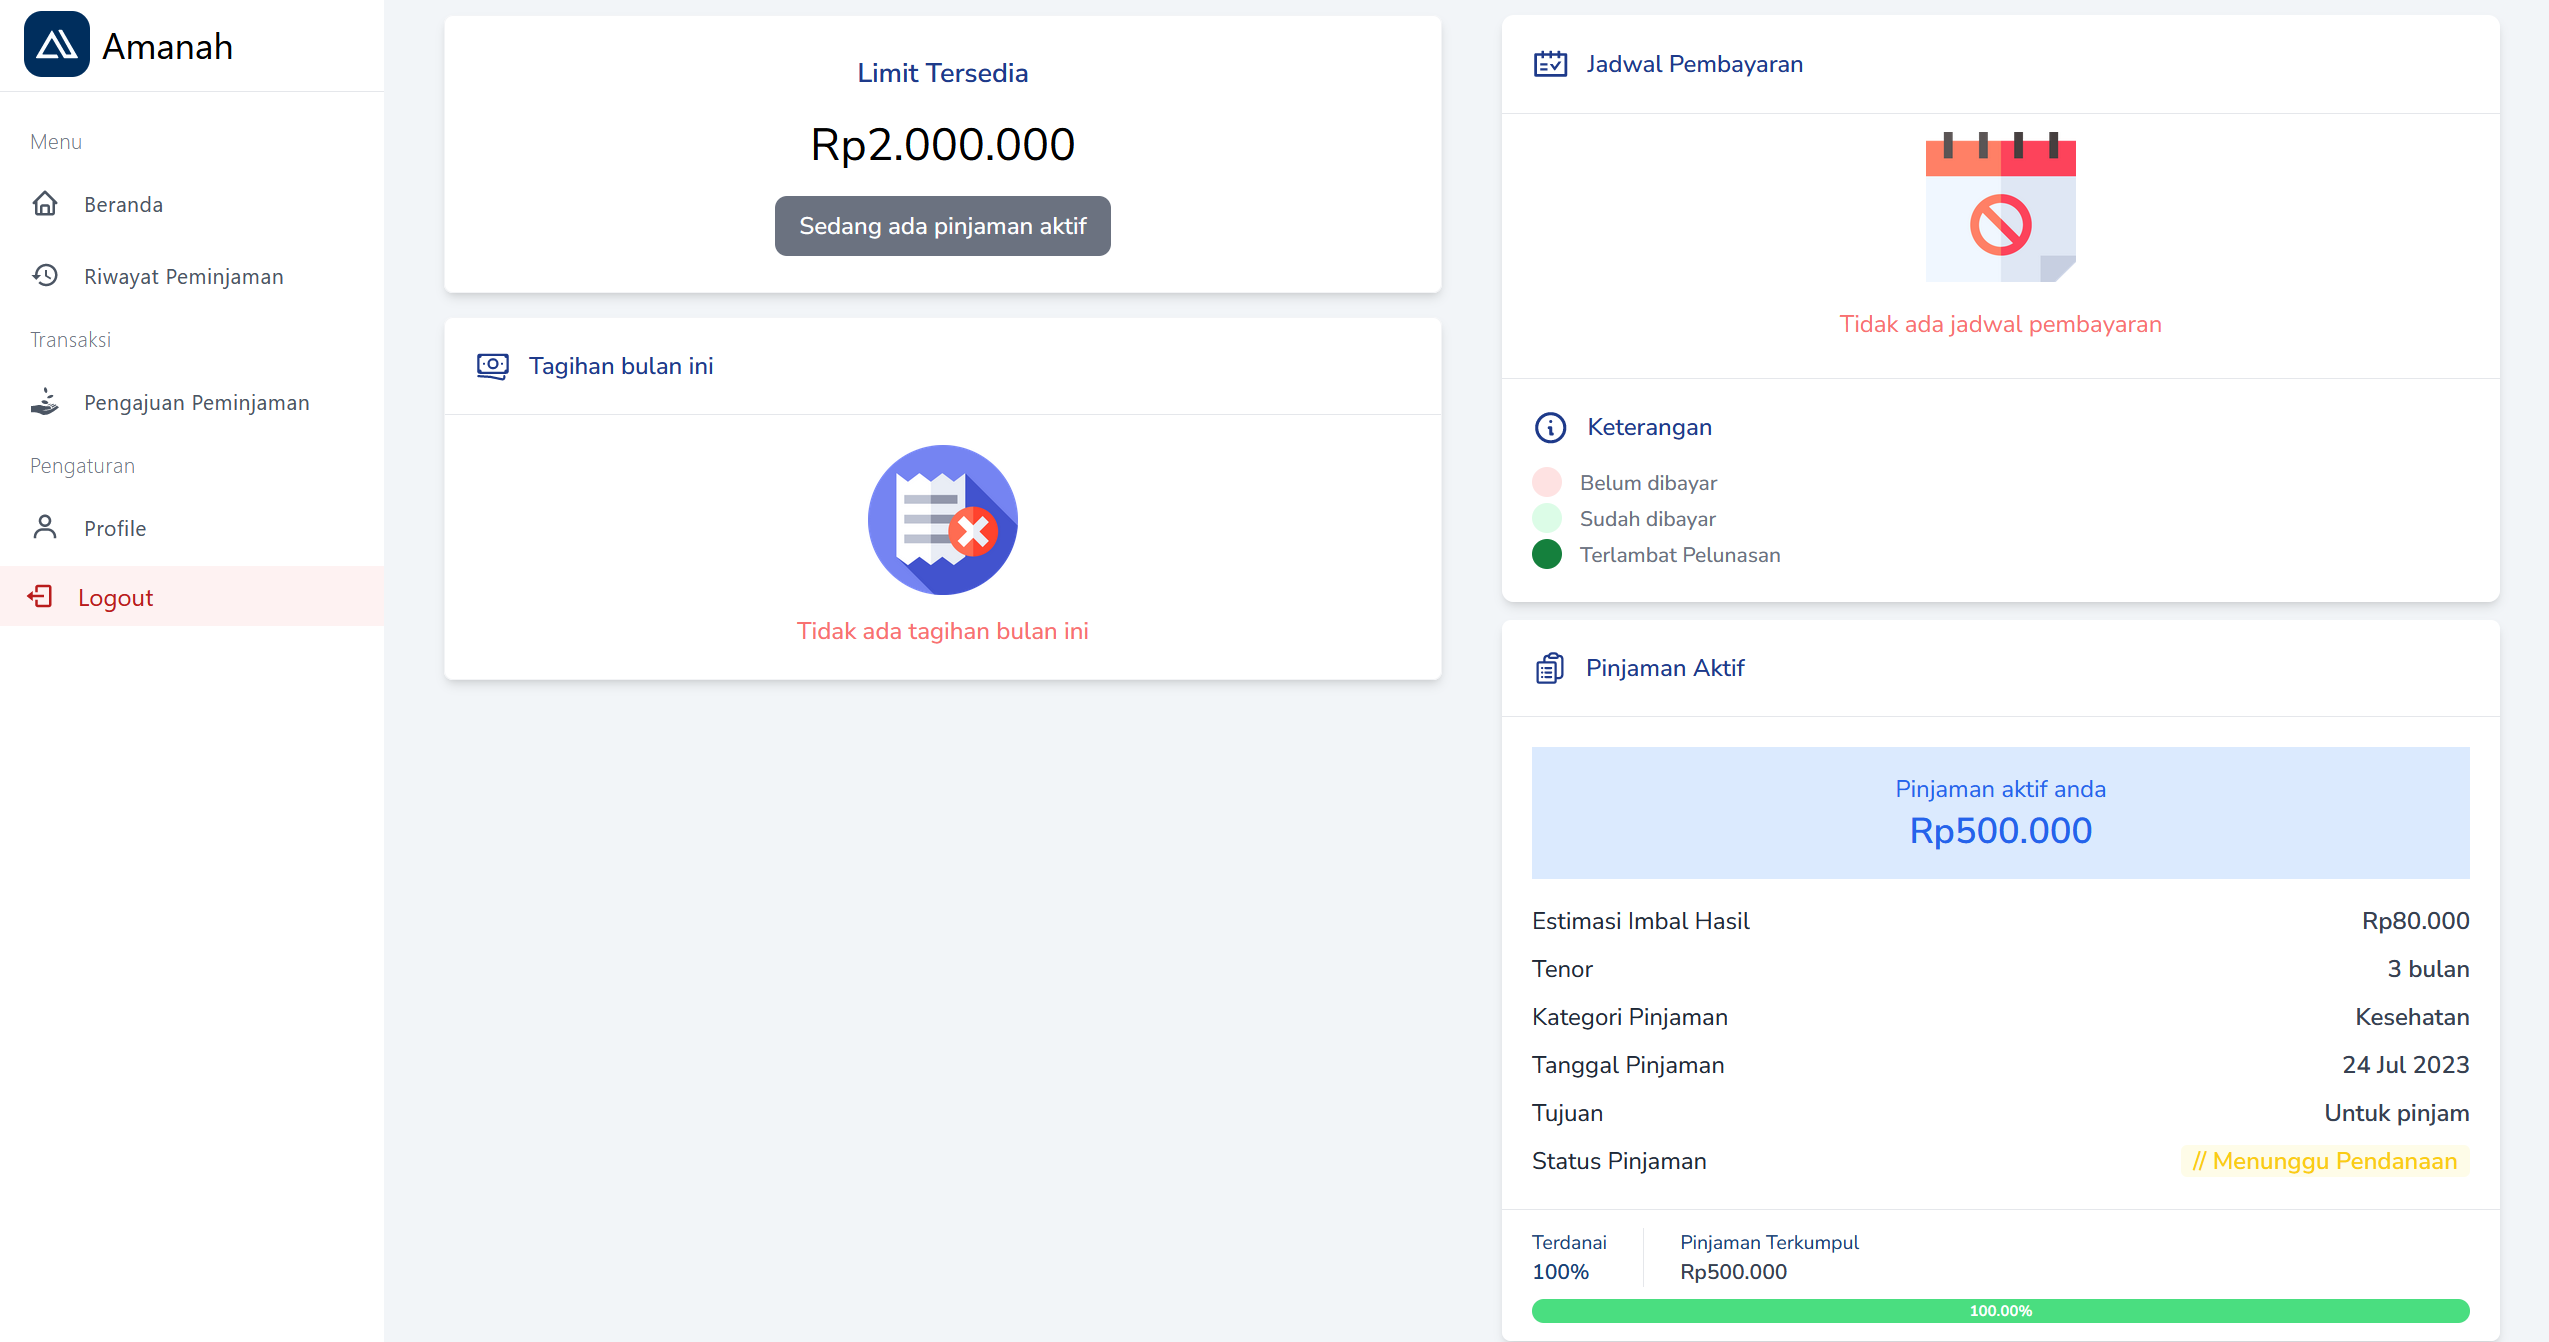 Amanah
Menu
Beranda
Riwayat Peminjaman
Transaksi
Pengajuan Peminjaman
Pengaturan
Profile
Logout
Limit Tersedia
Rp2.000.000
Sedang ada pinjaman aktif
Tagihan bulan ini
Tidak ada tagihan bulan ini
Jadwal Pembayaran
Tidak ada jadwal pembayaran
Keterangan
Belum dibayar
Sudah dibayar
Terlambat Pelunasan
Pinjaman Aktif
Pinjaman aktif anda
Rp500.000
Estimasi Imbal Hasil Rp80.000
Tenor 3 bulan
Kategori Pinjaman Kesehatan
Tanggal Pinjaman 24 Jul 2023
Tujuan Untuk pinjam
Status Pinjaman // Menunggu Pendanaan
Terdanai Pinjaman Terkumpul
100% Rp500.000
100.00%